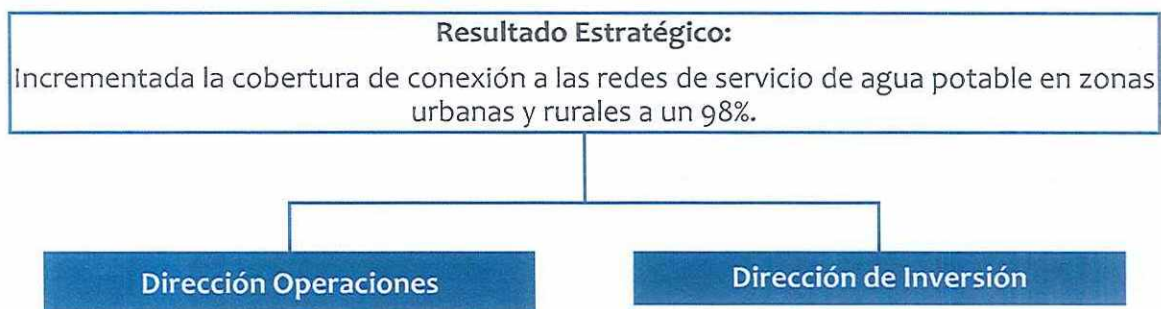 Resultado Estratégico:
Incrementada la cobertura de conexión a las redes de servicio de agua potable en zonas
urbanas y rurales a un 98%.
Dirección Operaciones
Dirección de Inversión